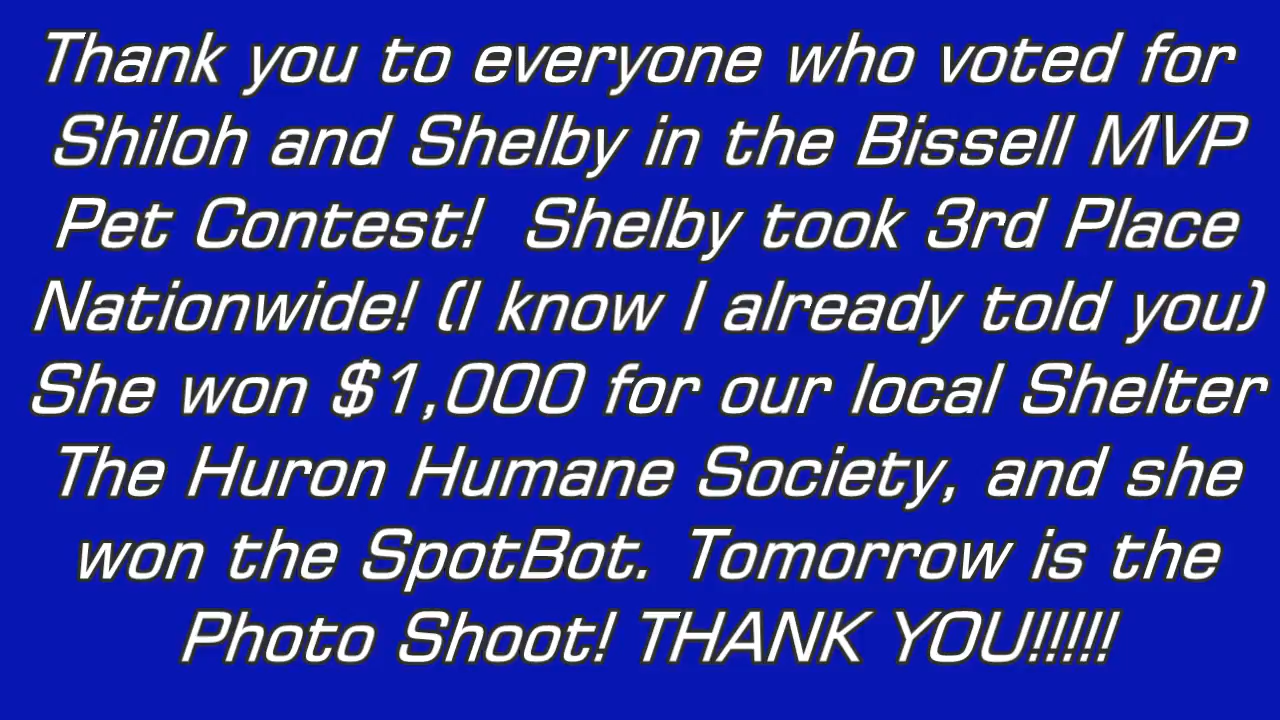 Thank you to everyone who voted for
Shiloh and Shelby in the Bissell MVP
Pet Contest!  Shelby took 3rd Place
Nationwide! (I know I already told you)
She won $1,000 for our local Shelter
The Huron Humane Society, and she
won the SpotBot. Tomorrow is the
Photo Shoot! THANK YOU!!!!!!